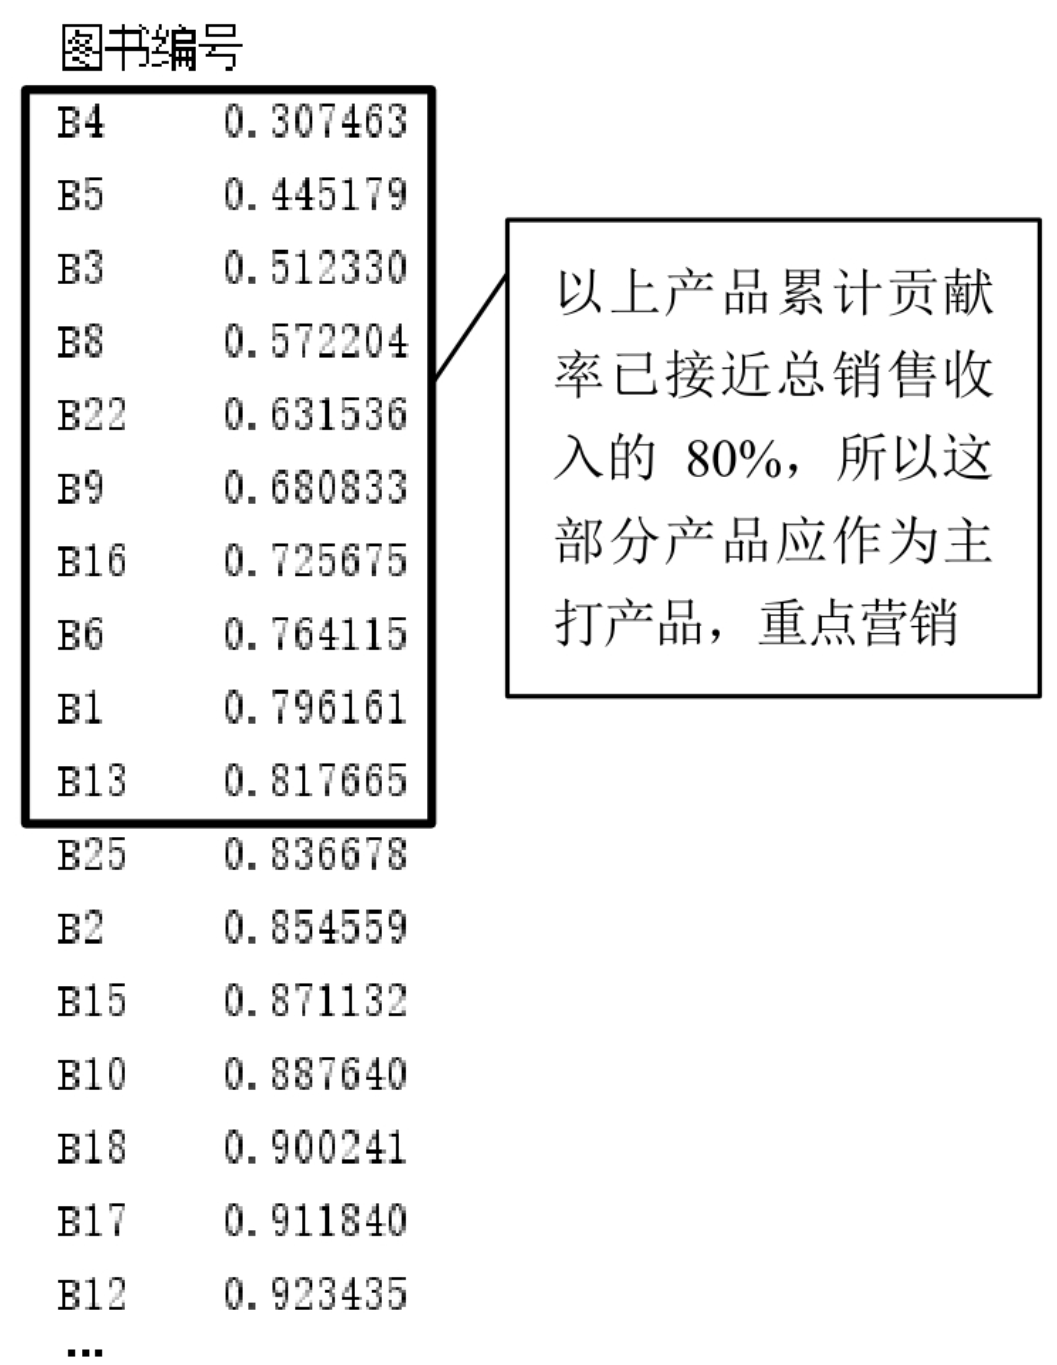 图书编号
B4 0.307463
B5 0.445179
B3 0.512330
B8 0.572204
B22 0.631536
B9 0.680833
B16 0.725675
B6 0.764115
B1 0.796161
B13 0.817665
B25 0.836678
B2 0.854559
B15 0.871132
B10 0.887640
B18 0.900241
B17 0.911840
B12 0.923435
...
以上产品累计贡献
率已接近总销售收
入的 80%，所以这
部分产品应作为主
打产品，重点营销